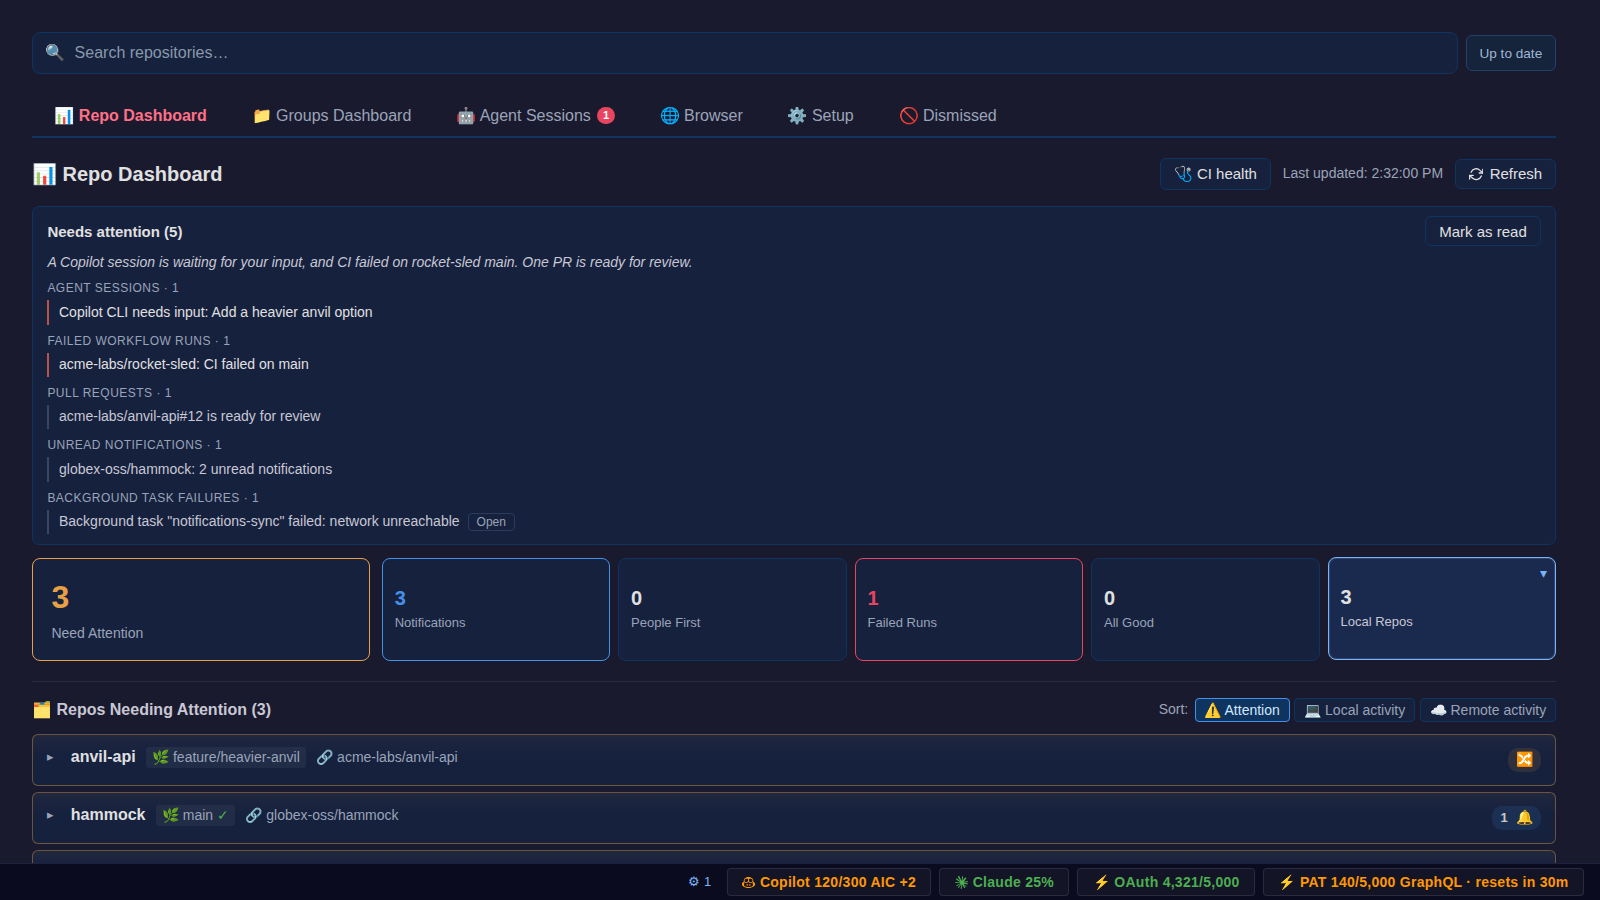 Search repositories…
Up to date
Repo Dashboard
Groups Dashboard
Agent Sessions 1
Browser
Setup
Dismissed
Repo Dashboard
CI health
Last updated: 2:32:00 PM
Refresh
Needs attention (5)
Mark as read
A Copilot session is waiting for your input, and CI failed on rocket-sled main. One PR is ready for review.
AGENT SESSIONS · 1
Copilot CLI needs input: Add a heavier anvil option
FAILED WORKFLOW RUNS · 1
acme-labs/rocket-sled: CI failed on main
PULL REQUESTS · 1
acme-labs/anvil-api#12 is ready for review
UNREAD NOTIFICATIONS · 1
globex-oss/hammock: 2 unread notifications
BACKGROUND TASK FAILURES · 1
Background task "notifications-sync" failed: network unreachable Open
3
Need Attention
3
Notifications
0
People First
1
Failed Runs
0
All Good
3
Local Repos
Repos Needing Attention (3)
Sort: Attention Local activity Remote activity
anvil-api feature/heavier-anvil acme-labs/anvil-api
hammock main ✓ globex-oss/hammock 1
1
Copilot 120/300 AIC +2
Claude 25%
OAuth 4,321/5,000
PAT 140/5,000 GraphQL · resets in 30m